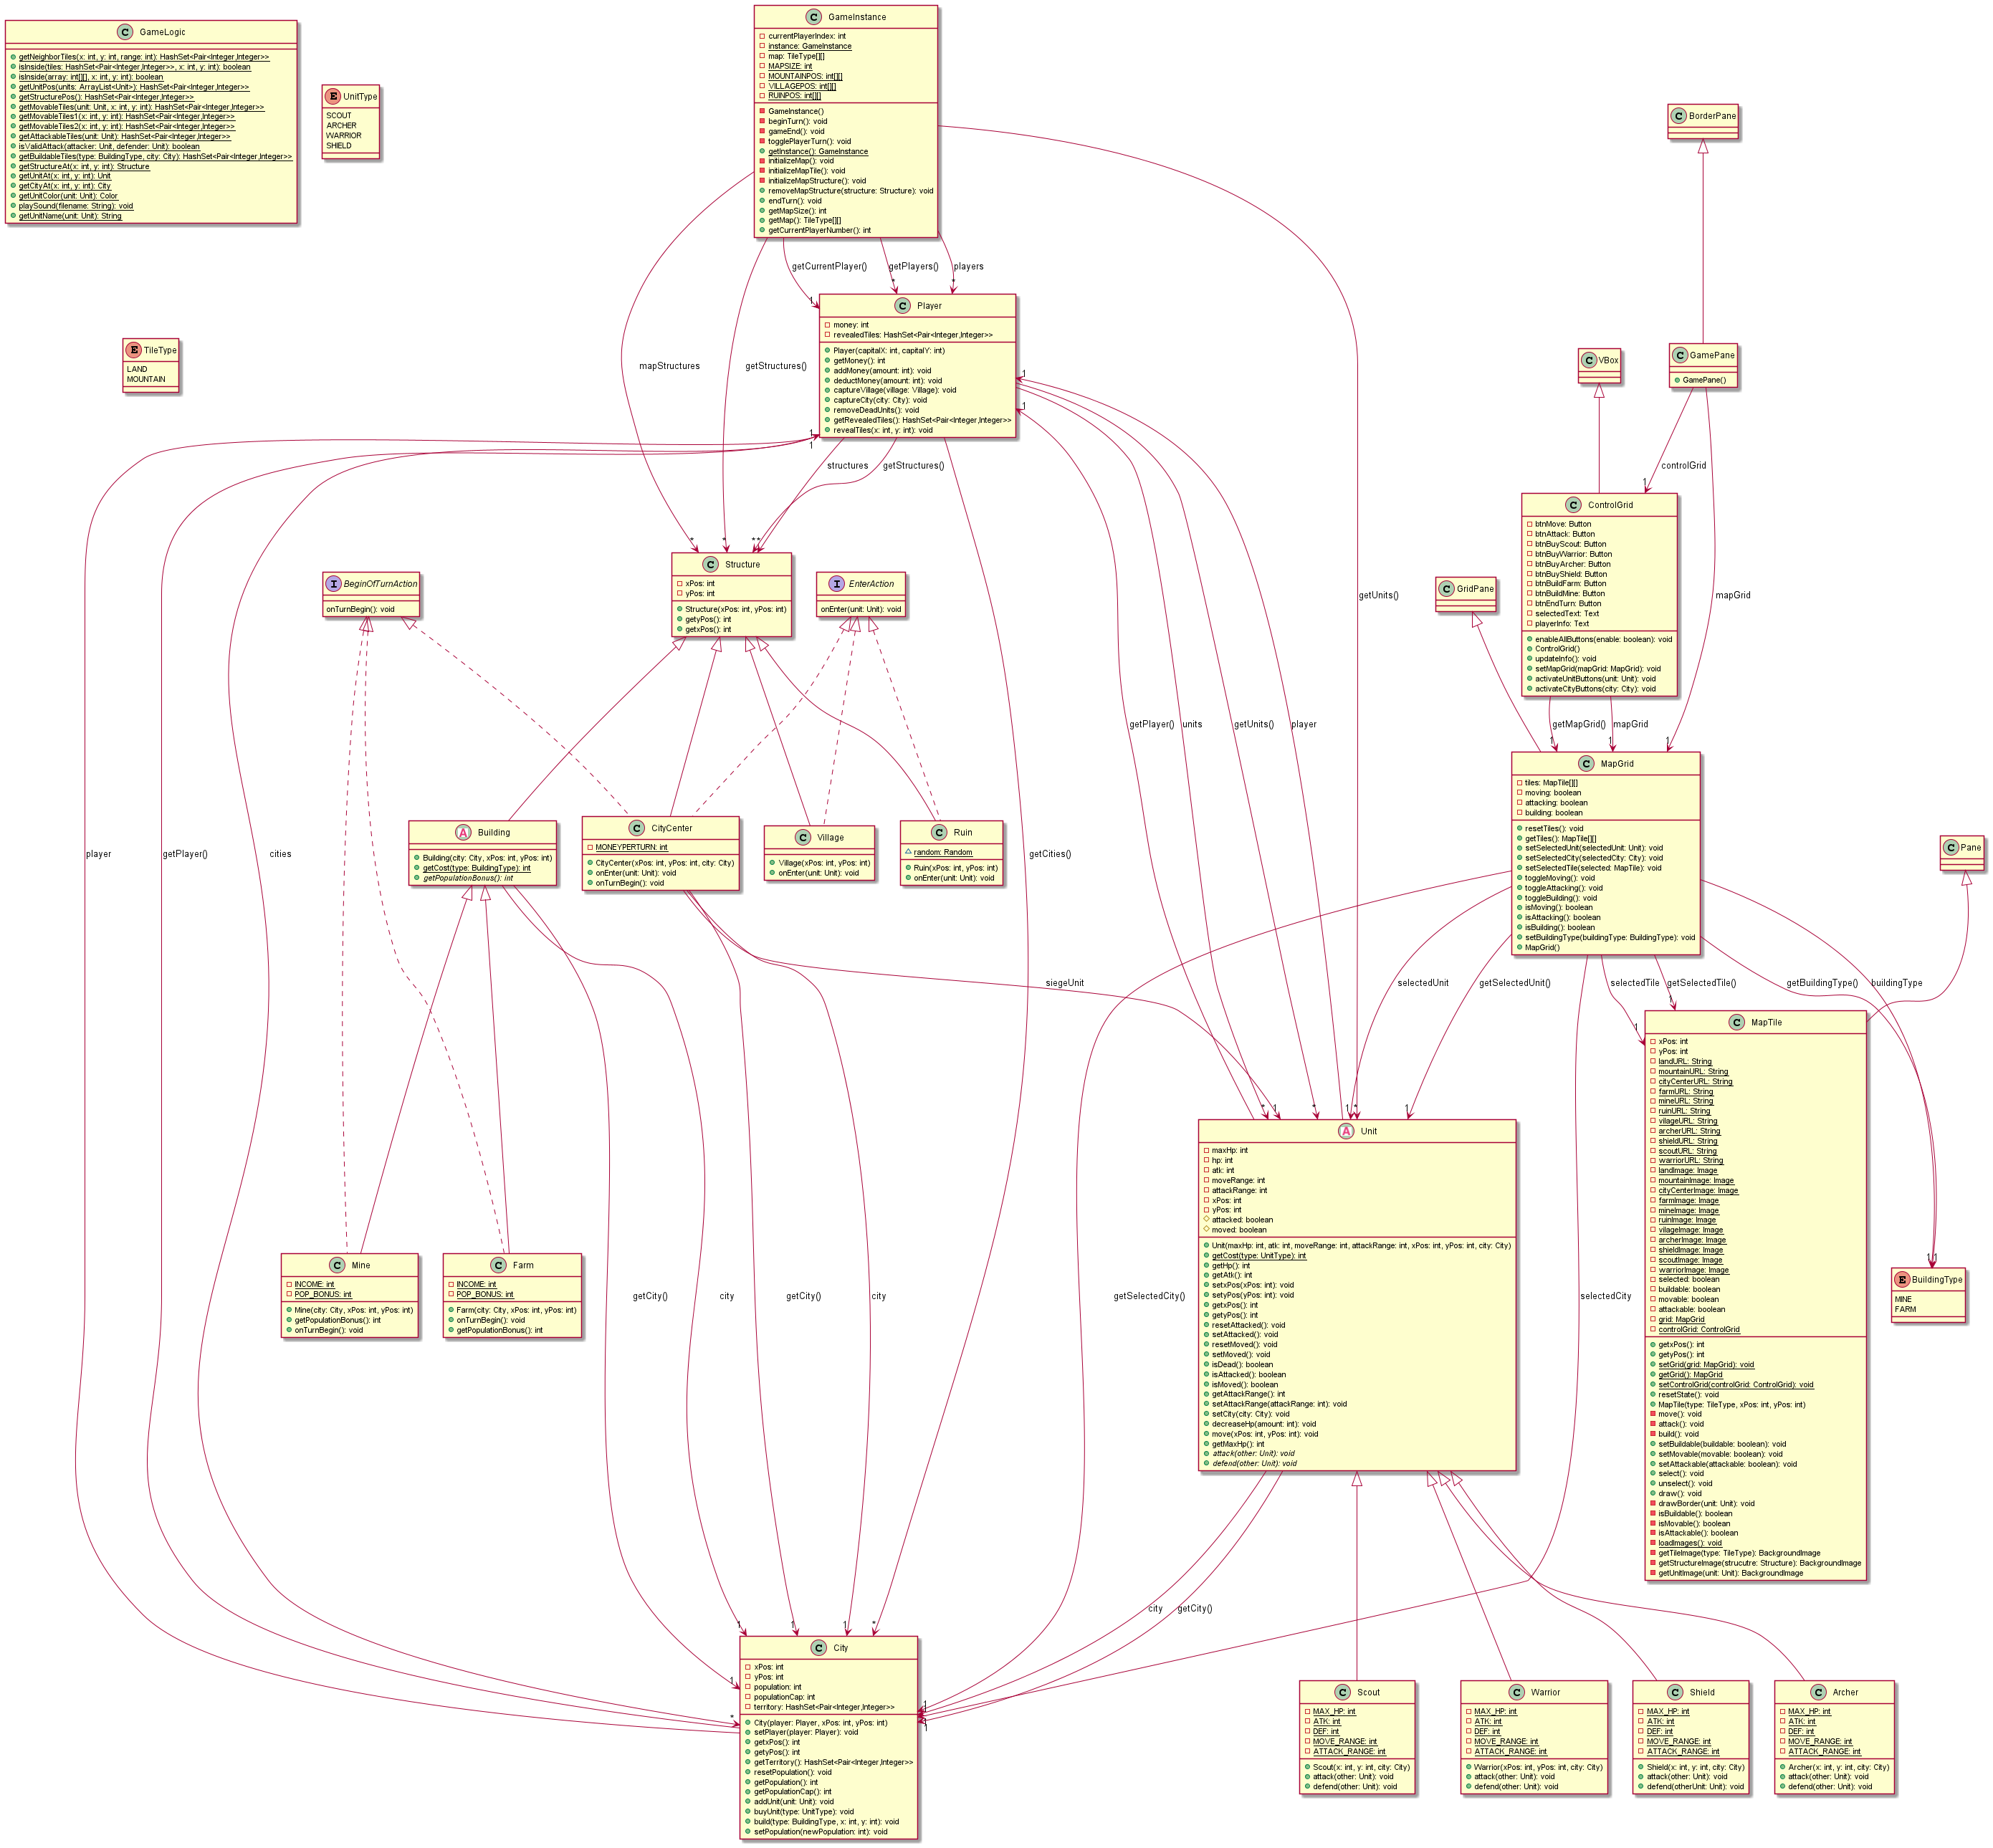 GameLogic
getNeighborTiles(x: int, y: int, range: int): HashSet<Pair<Integer,Integer>>
isInside(tiles: HashSet<Pair<Integer,Integer>>, x: int, y: int): boolean
isInside(array: int[][], x: int, y: int): boolean
getUnitPos(units: ArrayList<Unit>): HashSet<Pair<Integer,Integer>>
getStructurePos(): HashSet<Pair<Integer,Integer>>
getMovableTiles(unit: Unit, x: int, y: int): HashSet<Pair<Integer,Integer>>
getMovableTiles1(x: int, y: int): HashSet<Pair<Integer,Integer>>
getMovableTiles2(x: int, y: int): HashSet<Pair<Integer,Integer>>
getAttackableTiles(unit: Unit): HashSet<Pair<Integer,Integer>>
isValidAttack(attacker: Unit, defender: Unit): boolean
getBuildableTiles(type: BuildingType, city: City): HashSet<Pair<Integer,Integer>>
getStructureAt(x: int, y: int): Structure
getUnitAt(x: int, y: int): Unit
getCityAt(x: int, y: int): City
getUnitColor(unit: Unit): Color
playSound(filename: String): void
getUnitName(unit: Unit): String
UnitType
SCOUT
ARCHER
WARRIOR
SHIELD
GameInstance
currentPlayerIndex: int
instance: GameInstance
map: TileType[][]
MAPSIZE: int
MOUNTAINPOS: int[][]
VILLAGEPOS: int[][]
RUINPOS: int[][]
GameInstance()
beginTurn(): void
gameEnd(): void
togglePlayerTurn(): void
getInstance(): GameInstance
initializeMap(): void
initializeMapTile(): void
initializeMapStructure(): void
removeMapStructure(structure: Structure): void
endTurn(): void
getMapSize(): int
getMap(): TileType[][]
getCurrentPlayerNumber(): int
BorderPane
TileType
LAND
MOUNTAIN
getCurrentPlayer()
getPlayers()
players
1
*
*
Player
money: int
revealedTiles: HashSet<Pair<Integer,Integer>>
Player(capitalX: int, capitalY: int)
getMoney(): int
addMoney(amount: int): void
deductMoney(amount: int): void
captureVillage(village: Village): void
captureCity(city: City): void
removeDeadUnits(): void
getRevealedTiles(): HashSet<Pair<Integer,Integer>>
revealTiles(x: int, y: int): void
1
1
1
1
mapStructures
getStructures()
structures
getStructures()
*
*
*
*
VBox
GamePane
GamePane()
controlGrid
1
mapGrid
ControlGrid
btnMove: Button
btnAttack: Button
btnBuyScout: Button
btnBuyWarrior: Button
btnBuyArcher: Button
btnBuyShield: Button
btnBuildFarm: Button
btnBuildMine: Button
btnEndTurn: Button
selectedText: Text
playerInfo: Text
enableAllButtons(enable: boolean): void
ControlGrid()
updateInfo(): void
setMapGrid(mapGrid: MapGrid): void
activateUnitButtons(unit: Unit): void
activateCityButtons(city: City): void
BeginOfTurnAction
onTurnBegin(): void
Structure
xPos: int
yPos: int
Structure(xPos: int, yPos: int)
getyPos(): int
getxPos(): int
EnterAction
onEnter(unit: Unit): void
getUnits()
GridPane
getMapGrid()
mapGrid
1
1
1
getPlayer()
units
getUnits()
player
MapGrid
tiles: MapTile[][]
moving: boolean
attacking: boolean
building: boolean
resetTiles(): void
getTiles(): MapTile[][]
setSelectedUnit(selectedUnit: Unit): void
setSelectedCity(selectedCity: City): void
setSelectedTile(selected: MapTile): void
toggleMoving(): void
toggleAttacking(): void
toggleBuilding(): void
isMoving(): boolean
isAttacking(): boolean
isBuilding(): boolean
setBuildingType(buildingType: BuildingType): void
MapGrid()
player
getPlayer()
cities
getCities()
Building
Building(city: City, xPos: int, yPos: int)
getCost(type: BuildingType): int
getPopulationBonus(): int
CityCenter
MONEYPERTURN: int
CityCenter(xPos: int, yPos: int, city: City)
onEnter(unit: Unit): void
onTurnBegin(): void
Village
Village(xPos: int, yPos: int)
onEnter(unit: Unit): void
Ruin
random: Random
Ruin(xPos: int, yPos: int)
onEnter(unit: Unit): void
Pane
siegeUnit
selectedUnit
getSelectedUnit()
selectedTile
getSelectedTile()
getBuildingType()
buildingType
1
1
MapTile
xPos: int
yPos: int
landURL: String
mountainURL: String
cityCenterURL: String
farmURL: String
mineURL: String
ruinURL: String
vilageURL: String
archerURL: String
shieldURL: String
scoutURL: String
warriorURL: String
landImage: Image
mountainImage: Image
cityCenterImage: Image
farmImage: Image
mineImage: Image
ruinImage: Image
vilageImage: Image
archerImage: Image
shieldImage: Image
scoutImage: Image
warriorImage: Image
selected: boolean
buildable: boolean
movable: boolean
attackable: boolean
grid: MapGrid
controlGrid: ControlGrid
getxPos(): int
getyPos(): int
setGrid(grid: MapGrid): void
getGrid(): MapGrid
setControlGrid(controlGrid: ControlGrid): void
resetState(): void
MapTile(type: TileType, xPos: int, yPos: int)
move(): void
attack(): void
build(): void
setBuildable(buildable: boolean): void
setMovable(movable: boolean): void
setAttackable(attackable: boolean): void
select(): void
unselect(): void
draw(): void
drawBorder(unit: Unit): void
isBuildable(): boolean
isMovable(): boolean
isAttackable(): boolean
loadImages(): void
getTileImage(type: TileType): BackgroundImage
getStructureImage(strucutre: Structure): BackgroundImage
getUnitImage(unit: Unit): BackgroundImage
*
1
*
1
*
1
Unit
maxHp: int
hp: int
atk: int
moveRange: int
attackRange: int
xPos: int
yPos: int
attacked: boolean
moved: boolean
Unit(maxHp: int, atk: int, moveRange: int, attackRange: int, xPos: int, yPos: int, city: City)
getCost(type: UnitType): int
getHp(): int
getAtk(): int
setxPos(xPos: int): void
setyPos(yPos: int): void
getxPos(): int
getyPos(): int
resetAttacked(): void
setAttacked(): void
resetMoved(): void
setMoved(): void
isDead(): boolean
isAttacked(): boolean
isMoved(): boolean
getAttackRange(): int
setAttackRange(attackRange: int): void
setCity(city: City): void
decreaseHp(amount: int): void
move(xPos: int, yPos: int): void
getMaxHp(): int
attack(other: Unit): void
defend(other: Unit): void
Mine
INCOME: int
POP_BONUS: int
Mine(city: City, xPos: int, yPos: int)
getPopulationBonus(): int
onTurnBegin(): void
Farm
INCOME: int
POP_BONUS: int
Farm(city: City, xPos: int, yPos: int)
onTurnBegin(): void
getPopulationBonus(): int
getCity()
city
getCity()
city
getSelectedCity()
selectedCity
1
1
BuildingType
MINE
FARM
city
getCity()
1
1
1
*
1
*
1
1
1
City
xPos: int
yPos: int
population: int
populationCap: int
territory: HashSet<Pair<Integer,Integer>>
City(player: Player, xPos: int, yPos: int)
setPlayer(player: Player): void
getxPos(): int
getyPos(): int
getTerritory(): HashSet<Pair<Integer,Integer>>
resetPopulation(): void
getPopulation(): int
getPopulationCap(): int
addUnit(unit: Unit): void
buyUnit(type: UnitType): void
build(type: BuildingType, x: int, y: int): void
setPopulation(newPopulation: int): void
Scout
MAX_HP: int
ATK: int
DEF: int
MOVE_RANGE: int
ATTACK_RANGE: int
Scout(x: int, y: int, city: City)
attack(other: Unit): void
defend(other: Unit): void
Warrior
MAX_HP: int
ATK: int
DEF: int
MOVE_RANGE: int
ATTACK_RANGE: int
Warrior(xPos: int, yPos: int, city: City)
attack(other: Unit): void
defend(other: Unit): void
Shield
MAX_HP: int
ATK: int
DEF: int
MOVE_RANGE: int
ATTACK_RANGE: int
Shield(x: int, y: int, city: City)
attack(other: Unit): void
defend(otherUnit: Unit): void
Archer
MAX_HP: int
ATK: int
DEF: int
MOVE_RANGE: int
ATTACK_RANGE: int
Archer(x: int, y: int, city: City)
attack(other: Unit): void
defend(other: Unit): void